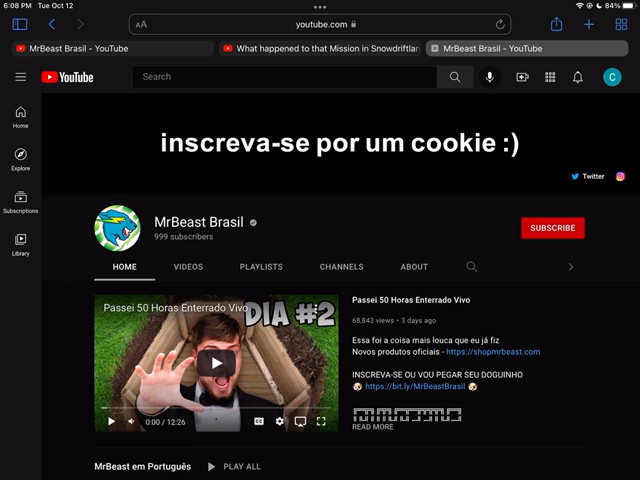 6:08 PM Tue Oct 12
84%
AA
youtube.com
MrBeast Brasil - YouTube
What happened to that Mission in Snowdriftlan
MrBeast Brasil - YouTube
YouTube
Search
C
Home
Explore
Subscriptions
Library
inscreva-se por um cookie :)
Twitter
MrBeast Brasil
999 subscribers
SUBSCRIBE
HOME VIDEOS PLAYLISTS CHANNELS ABOUT
Passei 50 Horas Enterrado Vivo
DIA #2
0:00 / 12:26
CC
Passei 50 Horas Enterrado Vivo
68,843 views • 3 days ago
Essa foi a coisa mais louca que eu já fiz
Novos produtos oficiais - https://shopmrbeast.com
INSCREVA-SE OU VOU PEGAR SEU DOGUINHO
🐶 https://bit.ly/MrBeastBrasil 🐶
READ MORE
MrBeast em Português
PLAY ALL